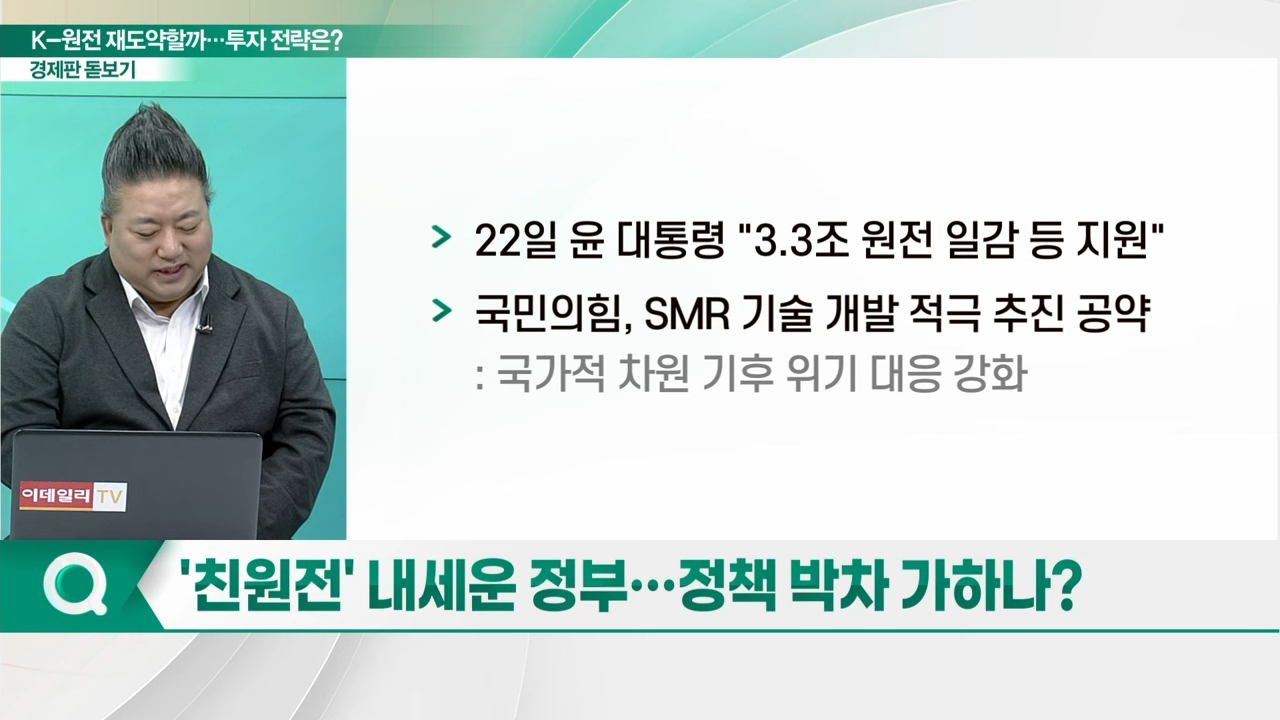 K-원전 재도약할까…투자 전략은?
경제판 돋보기
> 22일 윤 대통령 "3.3조 원전 일감 등 지원"
> 국민의힘, SMR 기술 개발 적극 추진 공약
: 국가적 차원 기후 위기 대응 강화
이데일리TV
'친원전' 내세운 정부…정책 박차 가하나?